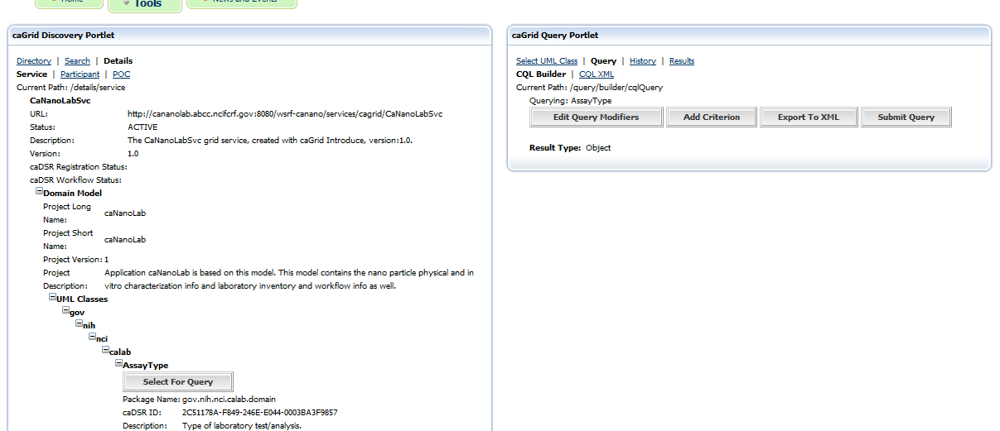 Home
Tools
News and Events
caGrid Discovery Portlet
Directory | Search | Details
Service | Participant | POC
Current Path: /details/service
CaNanoLabSvc
URL: http://cananolab.abcc.ncifcrf.gov:8080/wsrf-canano/services/cagrid/CaNanoLabSvc
Status: ACTIVE
Description: The CaNanoLabSvc grid service, created with caGrid Introduce, version:1.0.
Version: 1.0
caDSR Registration Status:
caDSR Workflow Status:
Domain Model
Project Long
Name: caNanoLab
Project Short
Name: caNanoLab
Project Version: 1
Project Application caNanoLab is based on this model. This model contains the nano particle physical and in
Description: vitro characterization info and laboratory inventory and workflow info as well.
UML Classes
gov
nih
nci
calab
AssayType
Select For Query
Package Name: gov.nih.nci.calab.domain
caDSR ID: 2C51178A-F849-246E-E044-0003BA3F9857
Description: Type of laboratory test/analysis.
caGrid Query Portlet
Select UML Class | Query | History | Results
CQL Builder | CQL XML
Current Path: /query/builder/cqlQuery
Querying: AssayType
Edit Query Modifiers Add Criterion Export To XML Submit Query
Result Type: Object